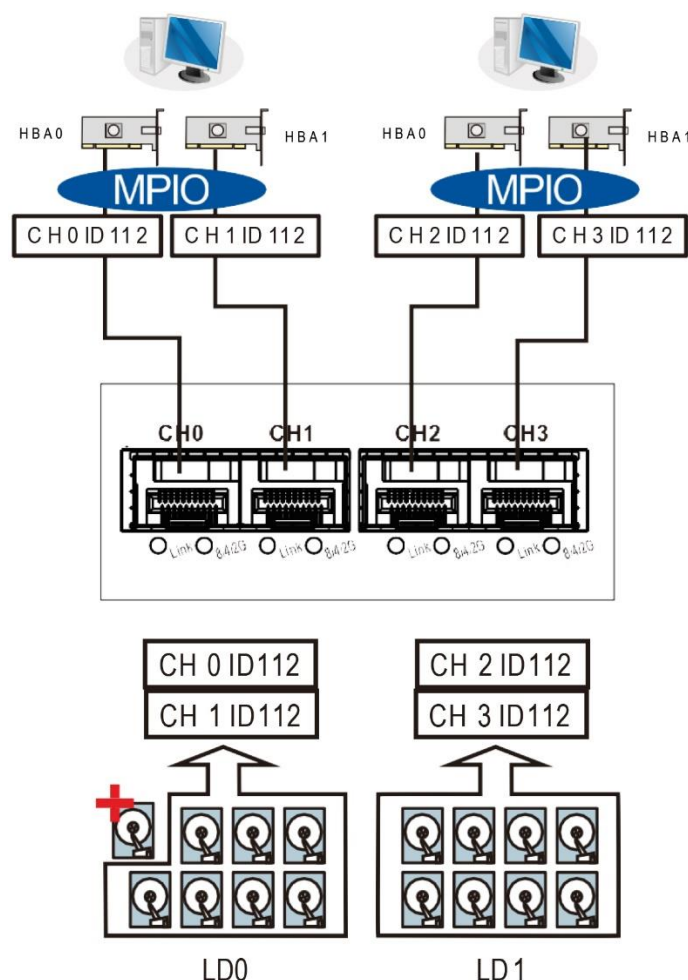 HBA0
HBA1
HBA0
HBA1
MPIO
MPIO
CH0 ID 112
CH1 ID 112
CH2 ID 112
CH3 ID 112
CH0
CH1
CH2
CH3
Link
8/4/2G
Link
8/4/2G
Link
8/4/2G
Link
8/4/2G
CH 0 ID112
CH 2 ID112
CH 1 ID112
CH 3 ID112
LD0
LD1